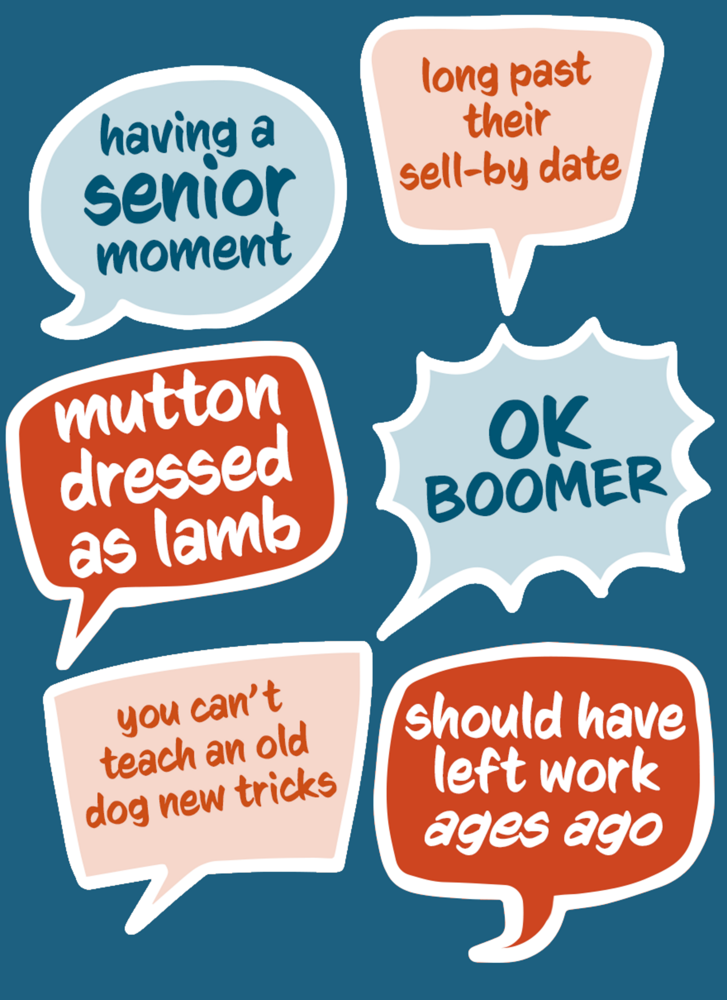 having a
senior
moment
long past
their
sell-by date
mutton
dressed
as lamb
OK
BOOMER
you can't
teach an old
dog new tricks
should have
left work
ages ago